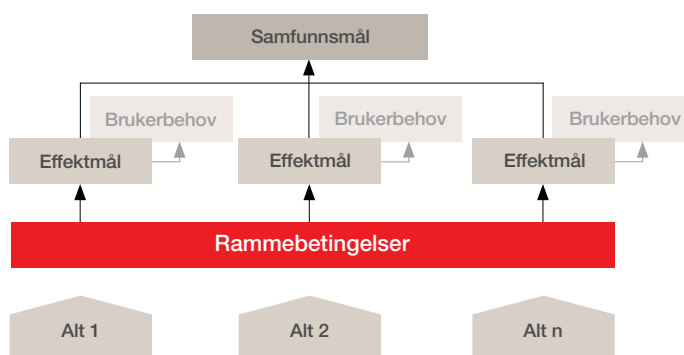 Samfunnsmål
Brukerbehov
Brukerbehov
Brukerbehov
Effektmål
Effektmål
Effektmål
Rammebetingelser
Alt 1
Alt 2
Alt n